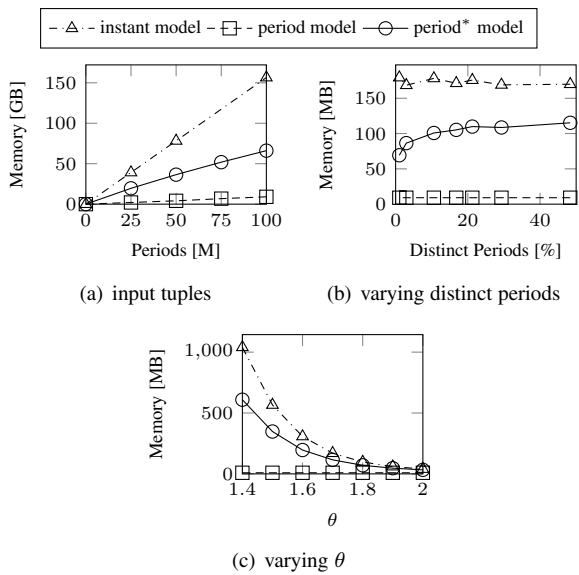 instant model period model period* model
Memory [GB]
150
100
50
0
0 25 50 75 100
Periods [M]
(a) input tuples
Memory [MB]
150
100
50
0
0 20 40
Distinct Periods [%]
(b) varying distinct periods
Memory [MB]
1,000
500
0
1.4 1.6 1.8 2
θ
(c) varying θ